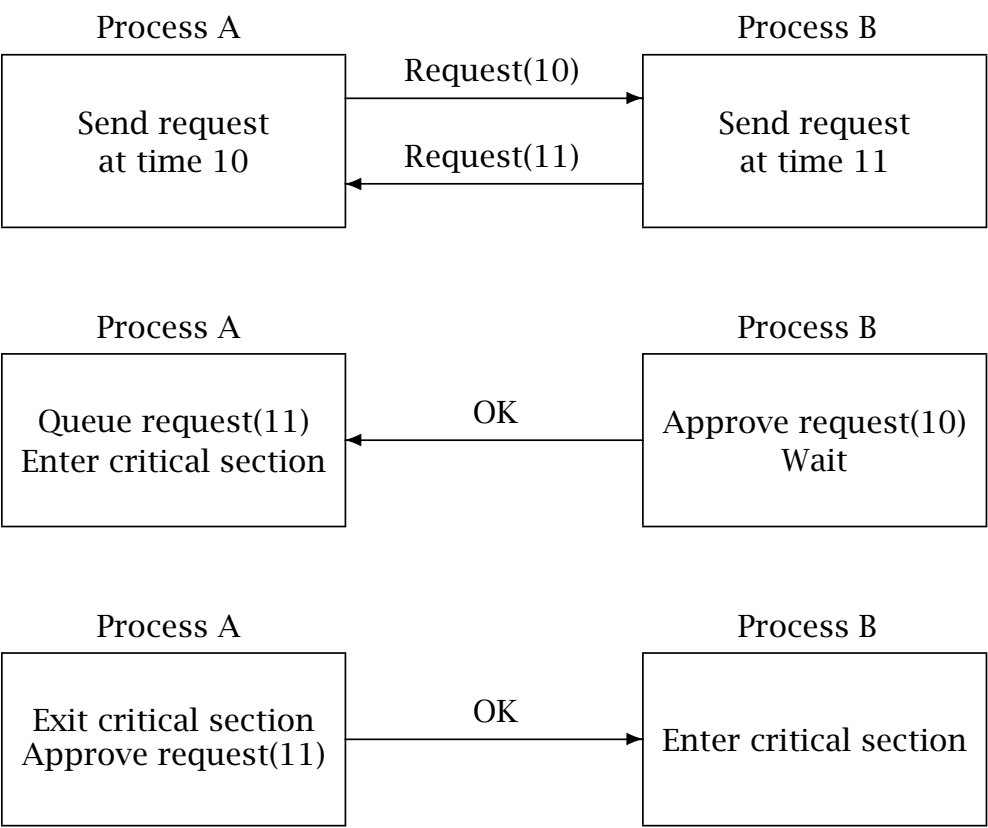 Process A
Process B
Request(10)
Send request
at time 10
Request(11)
Send request
at time 11
Process A
Process B
Queue request(11)
Enter critical section
OK
Approve request(10)
Wait
Process A
Process B
Exit critical section
Approve request(11)
OK
Enter critical section